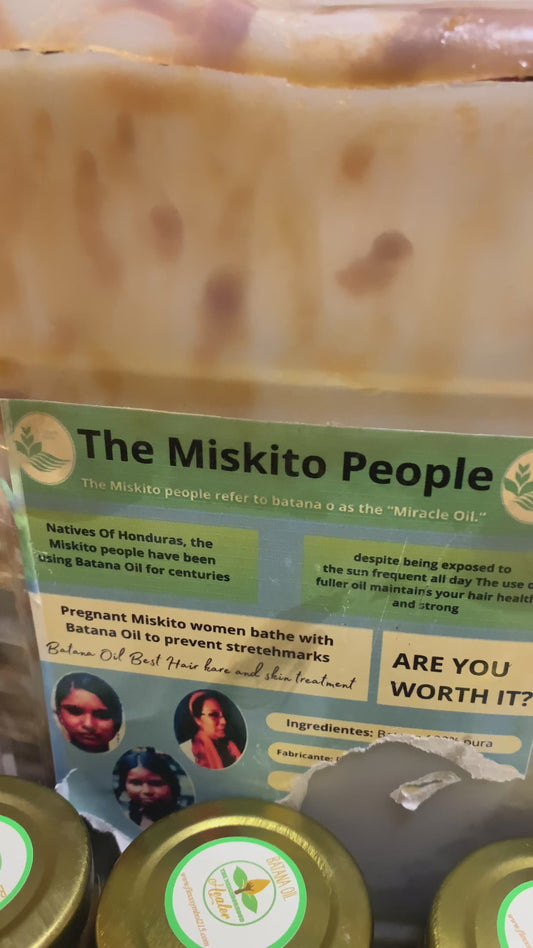 The Miskito People
The Miskito people refer to batana o as the "Miracle Oil."
Natives Of Honduras, the
Miskito people have been
using Batana Oil for centuries
despite being exposed to
the sun frequent all day The use o
fuller oil maintains your hair health
and strong
Pregnant Miskito women bathe with
Batana Oil to prevent stretehmarks
Batana Oil Best Hair kare and skin treatment
ARE YOU
WORTH IT?
Ingredientes:
pura
Fabricante:
BATANA OIL
Healer